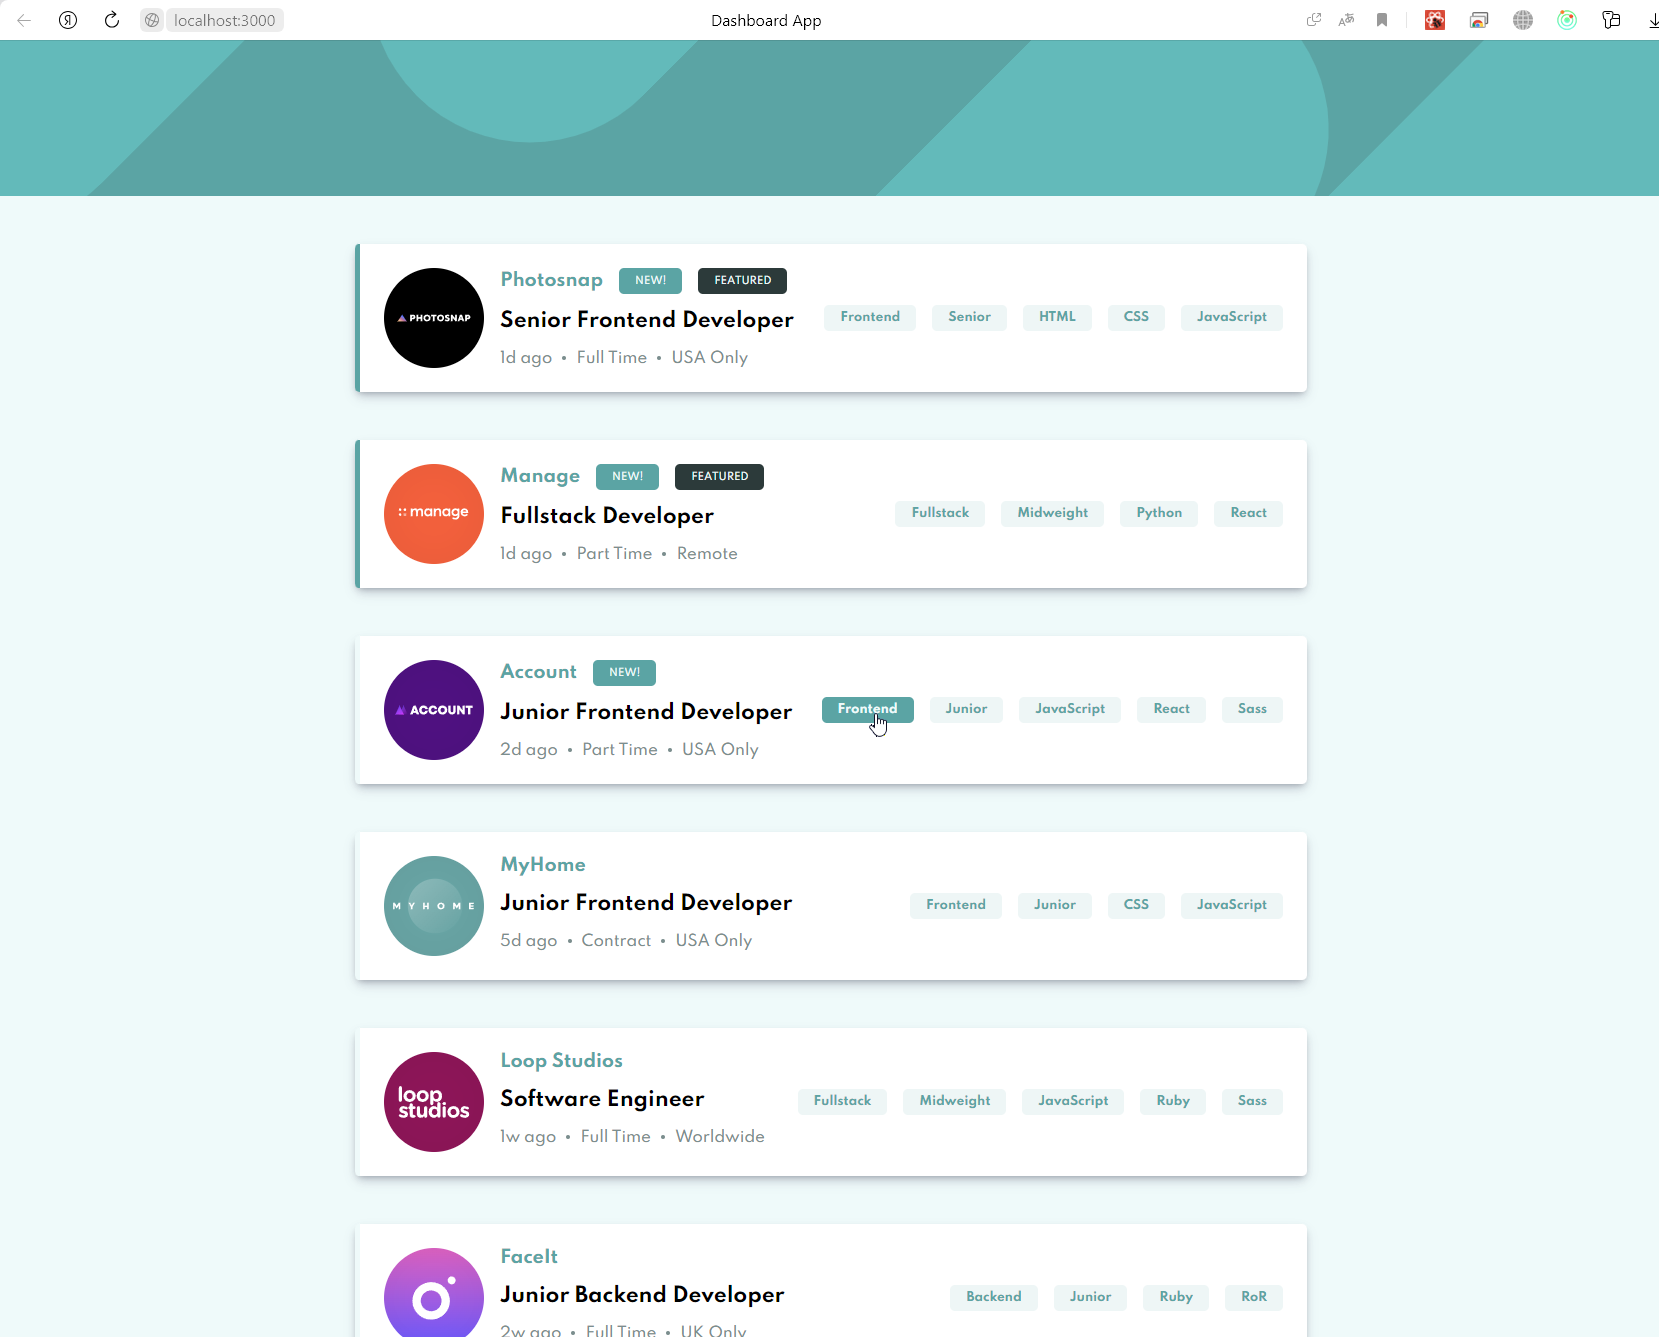 localhost:3000
Dashboard App
PHOTOSNAP
Photosnap NEW! FEATURED
Senior Frontend Developer
1d ago • Full Time • USA Only
Frontend Senior HTML CSS JavaScript
manage
Manage NEW! FEATURED
Fullstack Developer
1d ago • Part Time • Remote
Fullstack Midweight Python React
ACCOUNT
Account NEW!
Junior Frontend Developer
2d ago • Part Time • USA Only
Frontend Junior JavaScript React Sass
MYHOME
MyHome
Junior Frontend Developer
5d ago • Contract • USA Only
Frontend Junior CSS JavaScript
loop
studios
Loop Studios
Software Engineer
1w ago • Full Time • Worldwide
Fullstack Midweight JavaScript Ruby Sass
FaceIt
Junior Backend Developer
2w ago • Full Time • UK Only
Backend Junior Ruby RoR